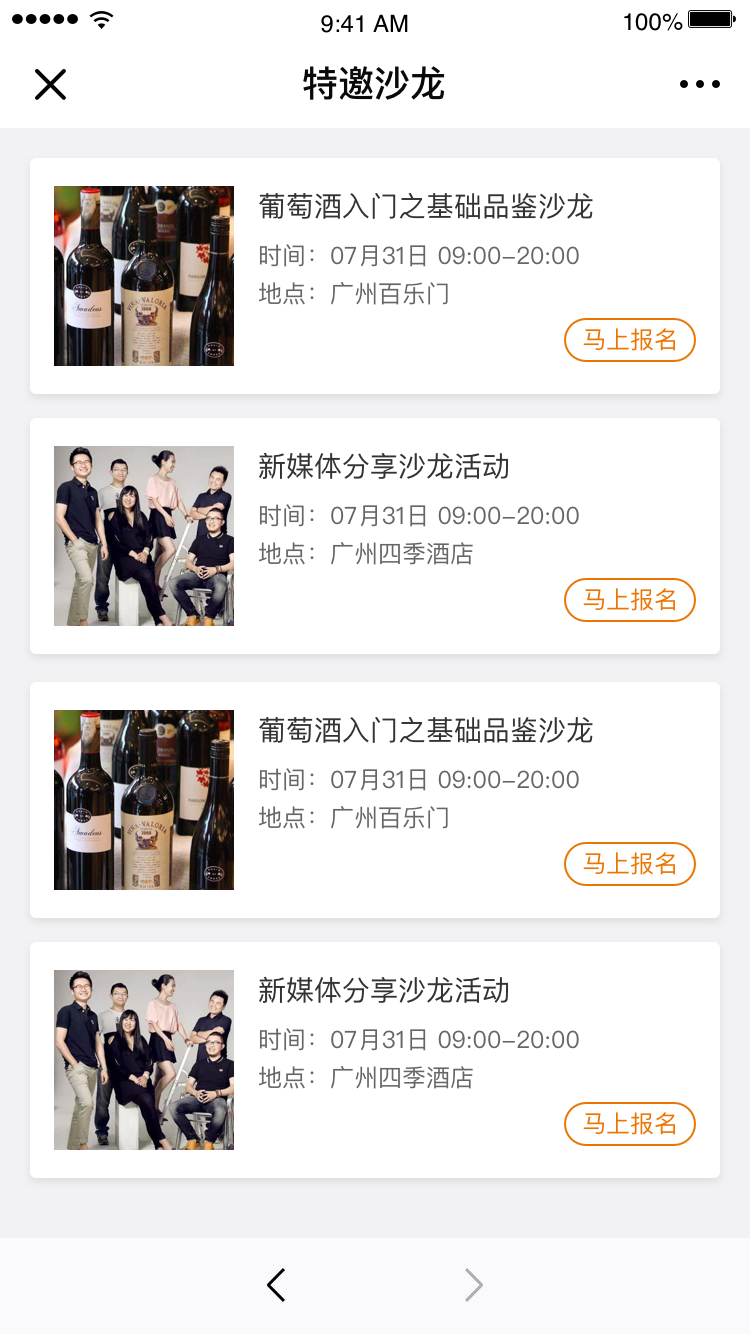 9:41 AM
100%
特邀沙龙
葡萄酒入门之基础品鉴沙龙
时间：07月31日 09:00–20:00
地点：广州百乐门
马上报名
新媒体分享沙龙活动
时间：07月31日 09:00–20:00
地点：广州四季酒店
马上报名
葡萄酒入门之基础品鉴沙龙
时间：07月31日 09:00–20:00
地点：广州百乐门
马上报名
新媒体分享沙龙活动
时间：07月31日 09:00–20:00
地点：广州四季酒店
马上报名